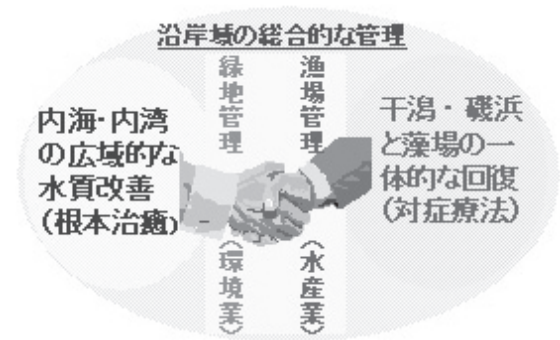 沿岸域の総合的な管理
内海・内湾
の広域的な
水質改善
(根本治癒)
緑地管理
(環境業)
漁場管理
(水産業)
干潟・磯浜
と藻場の一
体的な回復
(対症療法)